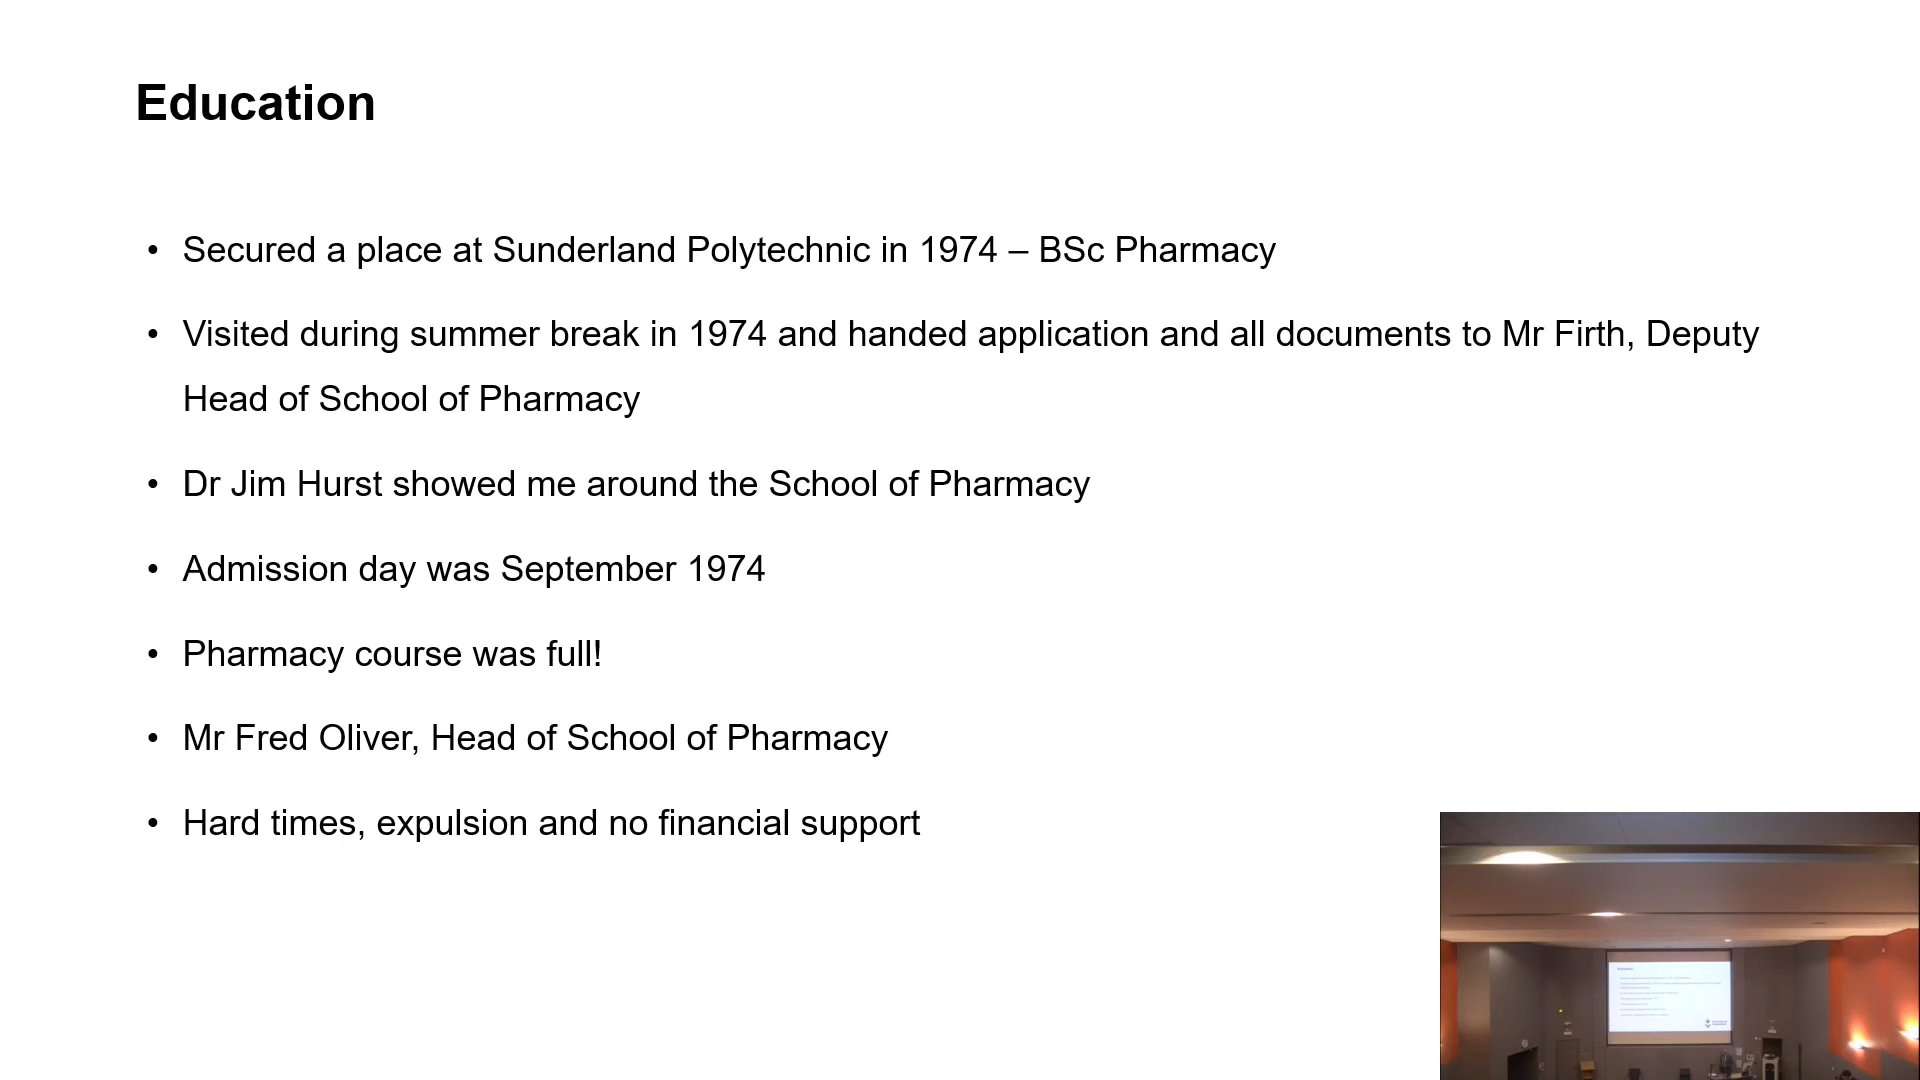 Education
• Secured a place at Sunderland Polytechnic in 1974 – BSc Pharmacy
• Visited during summer break in 1974 and handed application and all documents to Mr Firth, Deputy
Head of School of Pharmacy
• Dr Jim Hurst showed me around the School of Pharmacy
• Admission day was September 1974
• Pharmacy course was full!
• Mr Fred Oliver, Head of School of Pharmacy
• Hard times, expulsion and no financial support